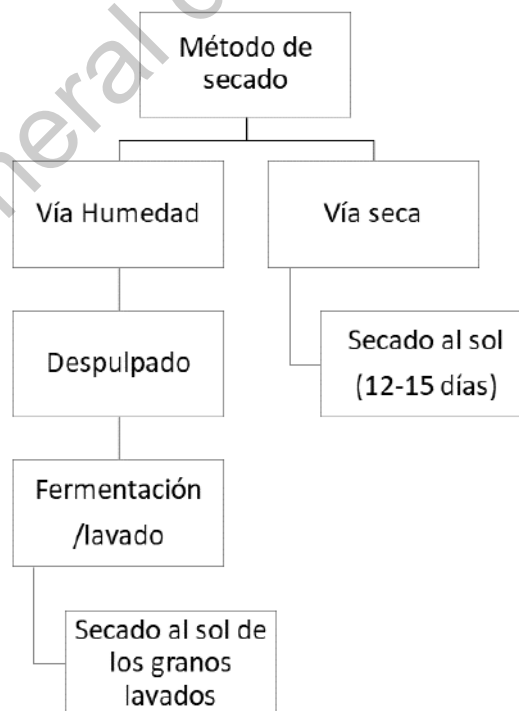 Método de
secado
Vía Humedad
Vía seca
Despulpado
Secado al sol
(12-15 días)
Fermentación
/lavado
Secado al sol de
los granos
lavados